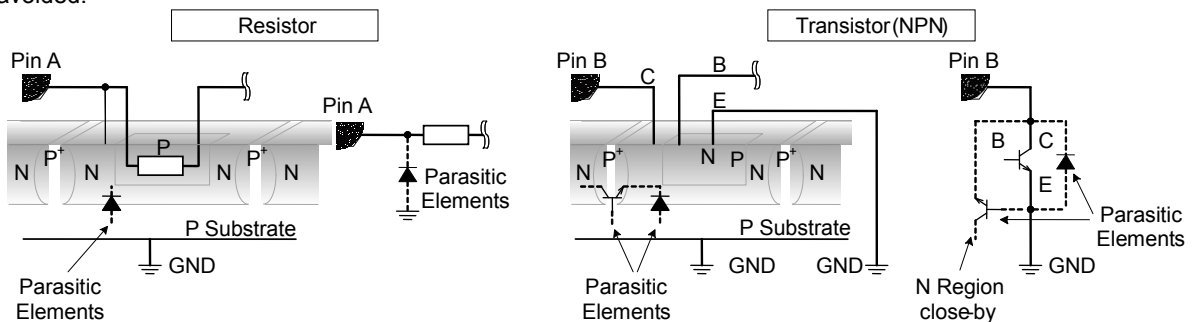 Resistor
Transistor (NPN)
Pin A
Pin A
N
P+
N
P
P+
N
N
Parasitic
Elements
P Substrate
GND
Parasitic
Elements
Pin B
C
B
E
N
P+
N
P
P+
N
N
P Substrate
GND
GND
Parasitic
Elements
Pin B
B
C
E
Parasitic
Elements
GND
N Region
close-by